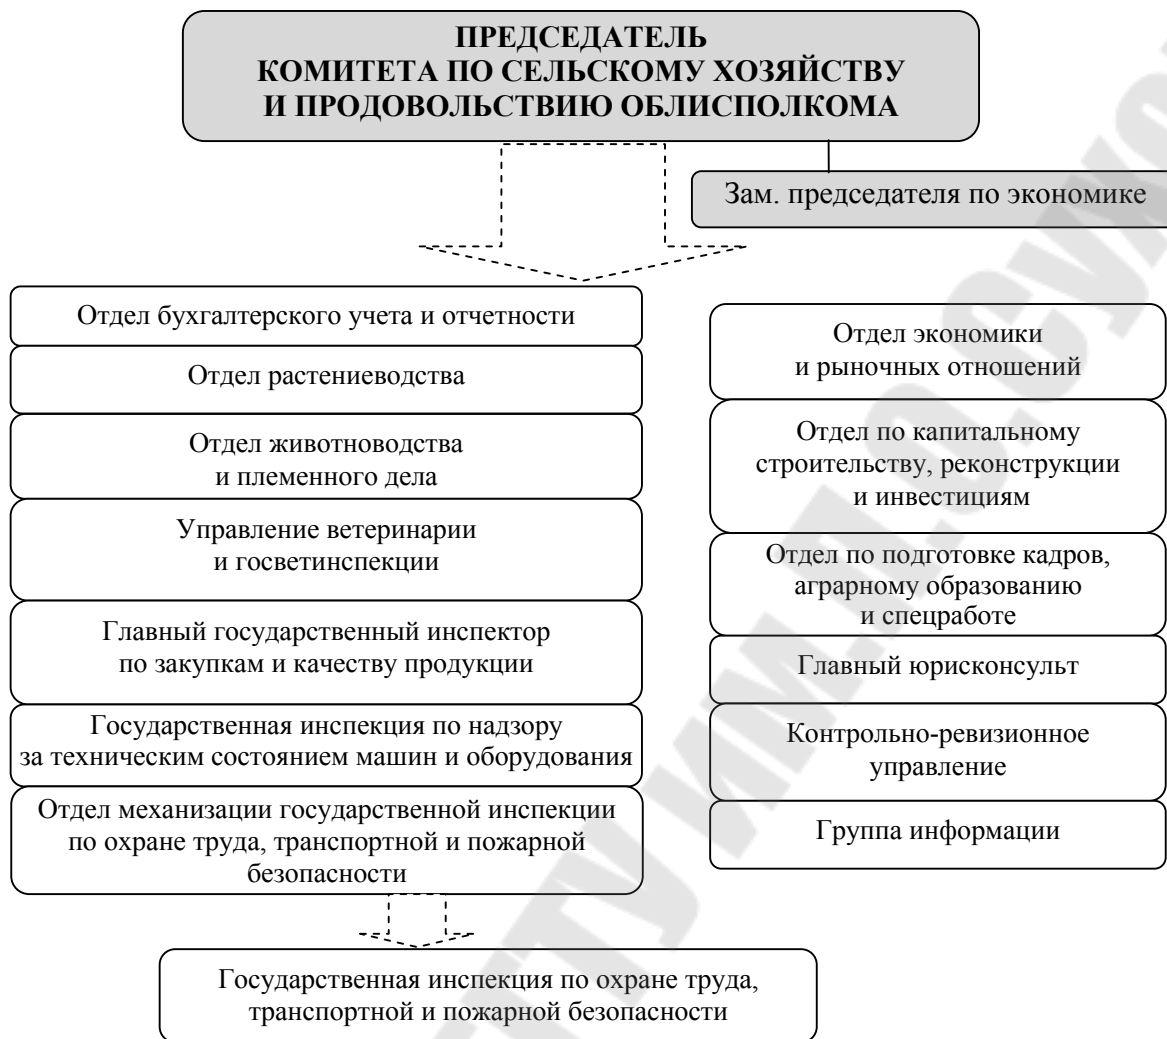 ПРЕДСЕДАТЕЛЬ
КОМИТЕТА ПО СЕЛЬСКОМУ ХОЗЯЙСТВУ
И ПРОДОВОЛЬСТВИЮ ОБЛИСПОЛКОМА
Зам. председателя по экономике
Отдел бухгалтерского учета и отчетности
Отдел растениеводства
Отдел животноводства
и племенного дела
Управление ветеринарии
и госветинспекции
Главный государственный инспектор
по закупкам и качеству продукции
Государственная инспекция по надзору
за техническим состоянием машин и оборудования
Отдел механизации государственной инспекции
по охране труда, транспортной и пожарной
безопасности
Отдел экономики
и рыночных отношений
Отдел по капитальному
строительству, реконструкции
и инвестициям
Отдел по подготовке кадров,
аграрному образованию
и спецработе
Главный юрисконсульт
Контрольно-ревизионное
управление
Группа информации
Государственная инспекция по охране труда,
транспортной и пожарной безопасности